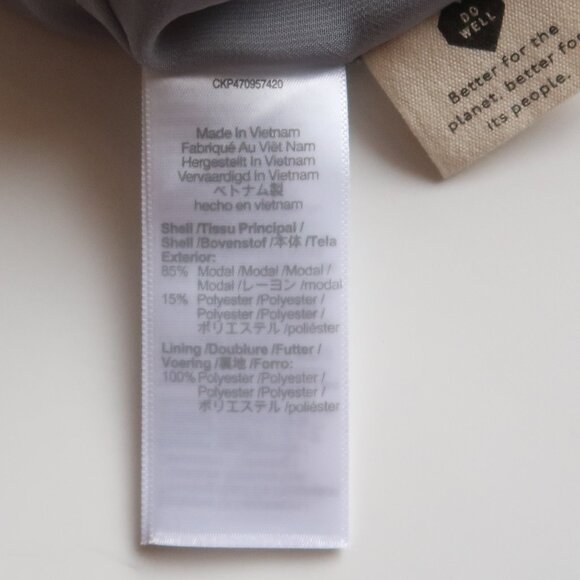 DO
WELL
Better for the
planet, better for
its people.
CKP470957420
Made In Vietnam
Fabriqué Au Viêt Nam
Hergestellt In Vietnam
Vervaardigd In Vietnam
ベトナム製
hecho en vietnam
Shell /Tissu Principal /
Shell /Bovenstof /本体 /Tela
Exterior:
85% Modal /Modal /Modal /
Modal /レーヨン /modal
15% Polyester /Polyester /
Polyester /Polyester /
ポリエステル /poliéster
Lining /Doublure /Futter /
Voering /裏地 /Forro:
100% Polyester /Polyester /
Polyester /Polyester /
ポリエステル /poliéster